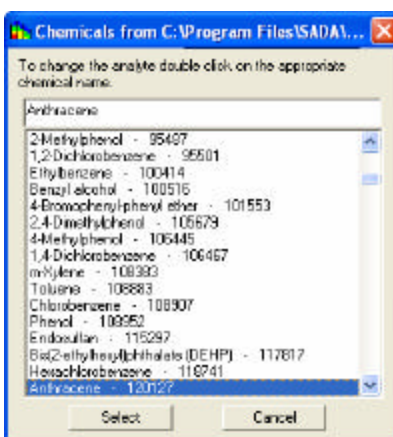 Chemicals from C:\Program Files\SADA\...
To change the analyte double click on the appropriate
chemical name.
Anthracene
2-Methylphenol - 95487
1,2-Dichlorobenzene - 95501
Ethylbenzene - 100414
Benzyl alcohol - 100516
4-Bromophenyl-phenyl ether - 101553
2,4-Dimethylphenol - 105679
4-Methylphenol - 106445
1,4-Dichlorobenzene - 106467
m-Xylene - 108383
Toluene - 108883
Chlorobenzene - 108907
Phenol - 108952
Endosulfan - 115297
Bis(2-ethylhexyl)phthalate (DEHP) - 117817
Hexachlorobenzene - 118741
Anthracene - 120127
Select
Cancel